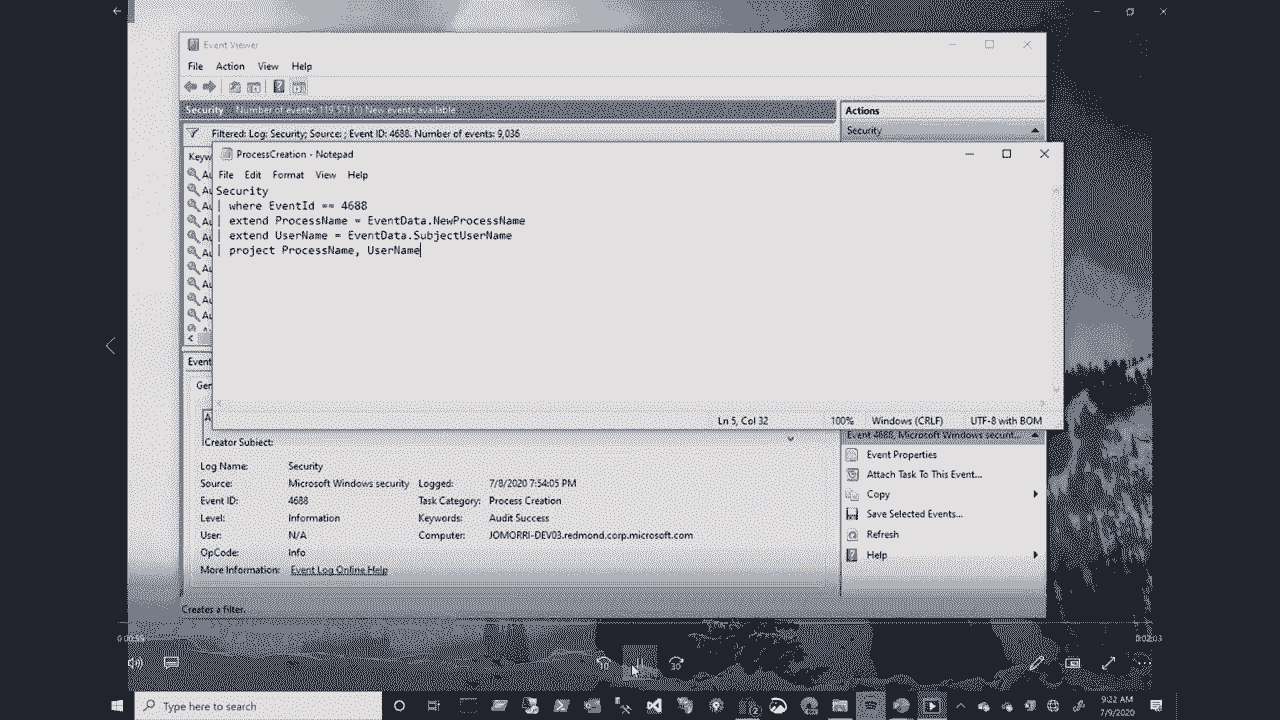 Event Viewer
File Action View Help
Security Number of events: 119,571 (!) New events available
Actions
Security
Filtered: Log: Security; Source: ; Event ID: 4688. Number of events: 9,036
Keyw
ProcessCreation - Notepad
File Edit Format View Help
Security
| where EventId == 4688
| extend ProcessName = EventData.NewProcessName
| extend UserName = EventData.SubjectUserName
| project ProcessName, UserName
Au
Au
Au
Au
Au
Au
Au
Au
Au
Event
Ger
A
Ln 5, Col 32 100% Windows (CRLF) UTF-8 with BOM
Creator Subject:
Log Name: Security
Source: Microsoft Windows security Logged: 7/8/2020 7:54:05 PM
Event ID: 4688 Task Category: Process Creation
Level: Information Keywords: Audit Success
User: N/A Computer: JOMORRI-DEV03.redmond.corp.microsoft.com
OpCode: Info
More Information: Event Log Online Help
Event 4688, Microsoft Windows securit...
Event Properties
Attach Task To This Event...
Copy
Save Selected Events...
Refresh
Help
Creates a filter.
0:00:55 0:02:03
10 30
Type here to search
9:22 AM
7/9/2020